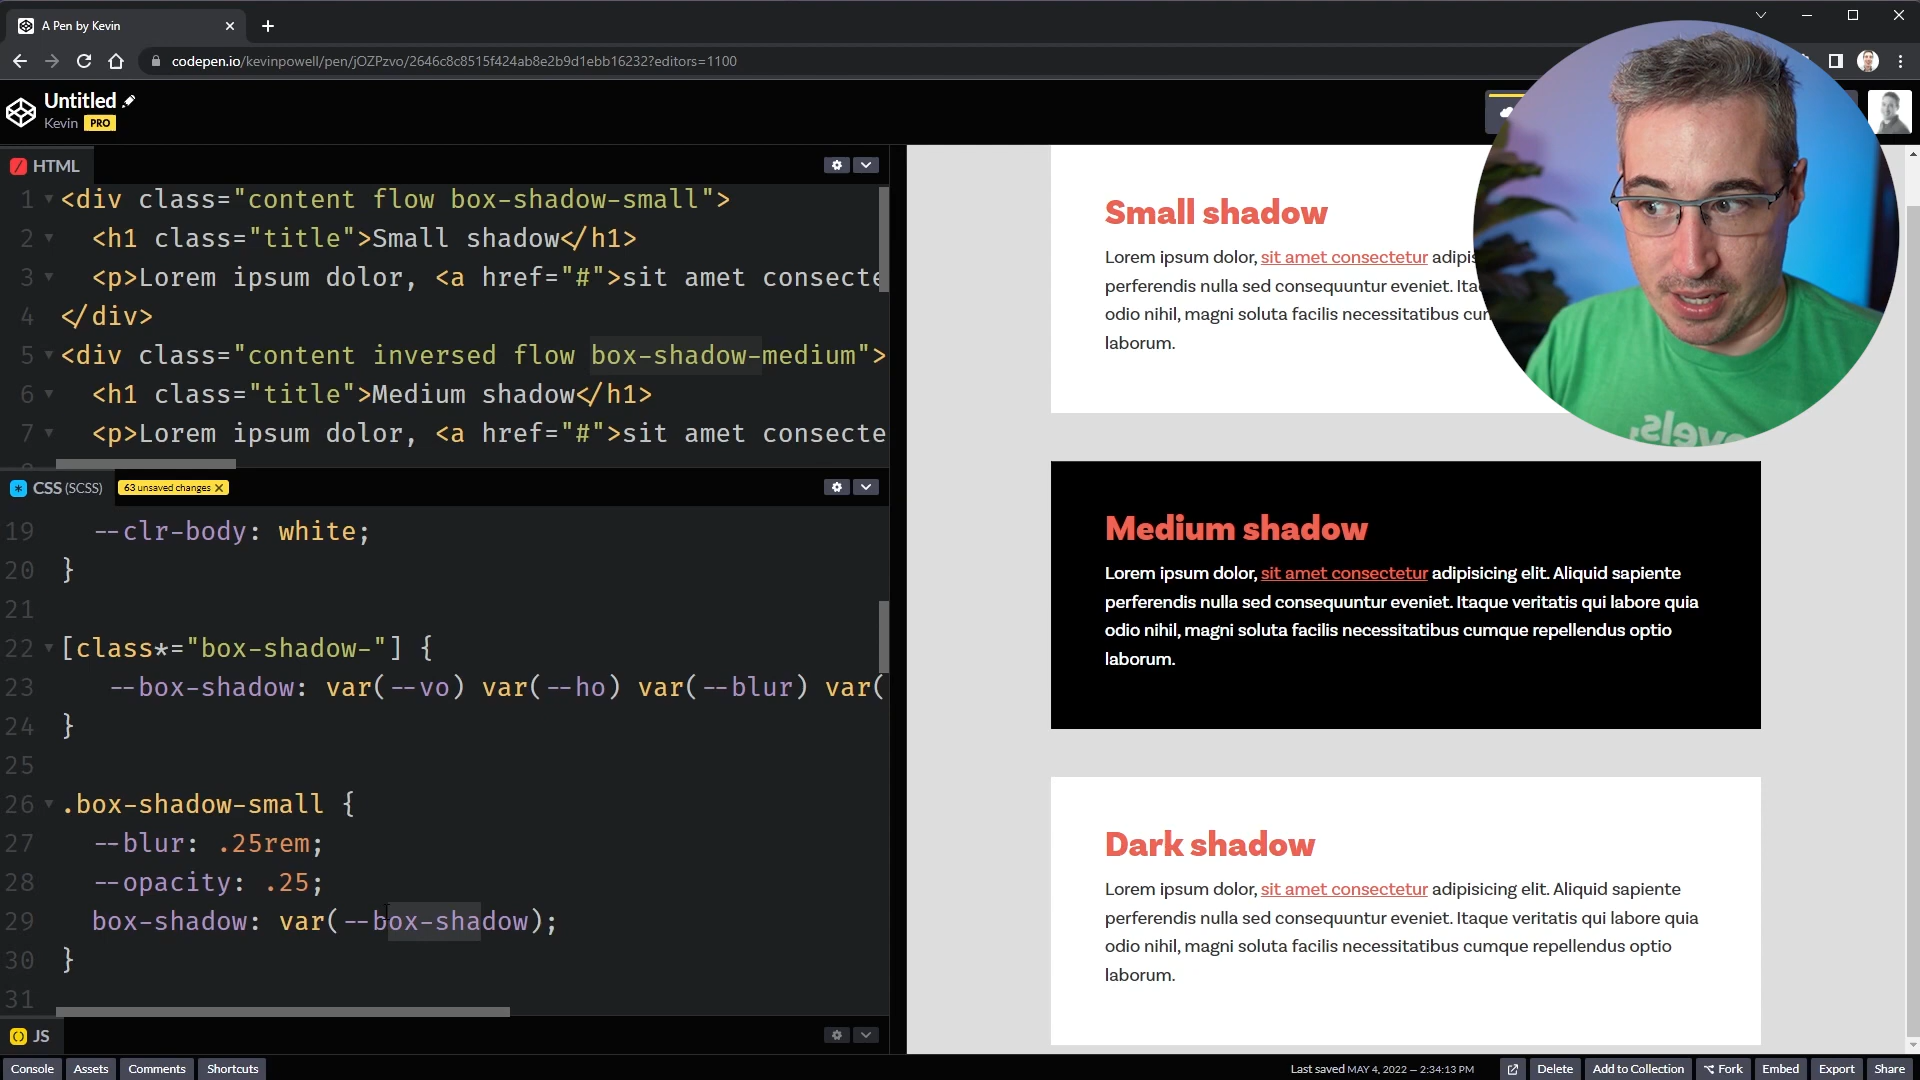 A Pen by Kevin
codepen.io/kevinpowell/pen/jOZPzvo/2646c8c8515f424ab8e2b9d1ebb16232?editors=1100
Untitled
Kevin PRO
HTML
1 <div class="content flow box-shadow-small">
2 <h1 class="title">Small shadow</h1>
3 <p>Lorem ipsum dolor, <a href="#">sit amet consecte
4 </div>
5 <div class="content inversed flow box-shadow-medium">
6 <h1 class="title">Medium shadow</h1>
7 <p>Lorem ipsum dolor, <a href="#">sit amet consecte
CSS (SCSS) 63 unsaved changes
19 --clr-body: white;
20 }
21
22 [class*="box-shadow-"] {
23 --box-shadow: var(--vo) var(--ho) var(--blur) var(
24 }
25
26 .box-shadow-small {
27 --blur: .25rem;
28 --opacity: .25;
29 box-shadow: var(--box-shadow);
30 }
31
JS
Small shadow
Lorem ipsum dolor, sit amet consectetur adipis
perferendis nulla sed consequuntur eveniet. Ita
odio nihil, magni soluta facilis necessitatibus cum
laborum.
Medium shadow
Lorem ipsum dolor, sit amet consectetur adipisicing elit. Aliquid sapiente
perferendis nulla sed consequuntur eveniet. Itaque veritatis qui labore quia
odio nihil, magni soluta facilis necessitatibus cumque repellendus optio
laborum.
Dark shadow
Lorem ipsum dolor, sit amet consectetur adipisicing elit. Aliquid sapiente
perferendis nulla sed consequuntur eveniet. Itaque veritatis qui labore quia
odio nihil, magni soluta facilis necessitatibus cumque repellendus optio
laborum.
Console Assets Comments Shortcuts
Last saved MAY 4, 2022 — 2:34:13 PM
Delete Add to Collection Fork Embed Export Share